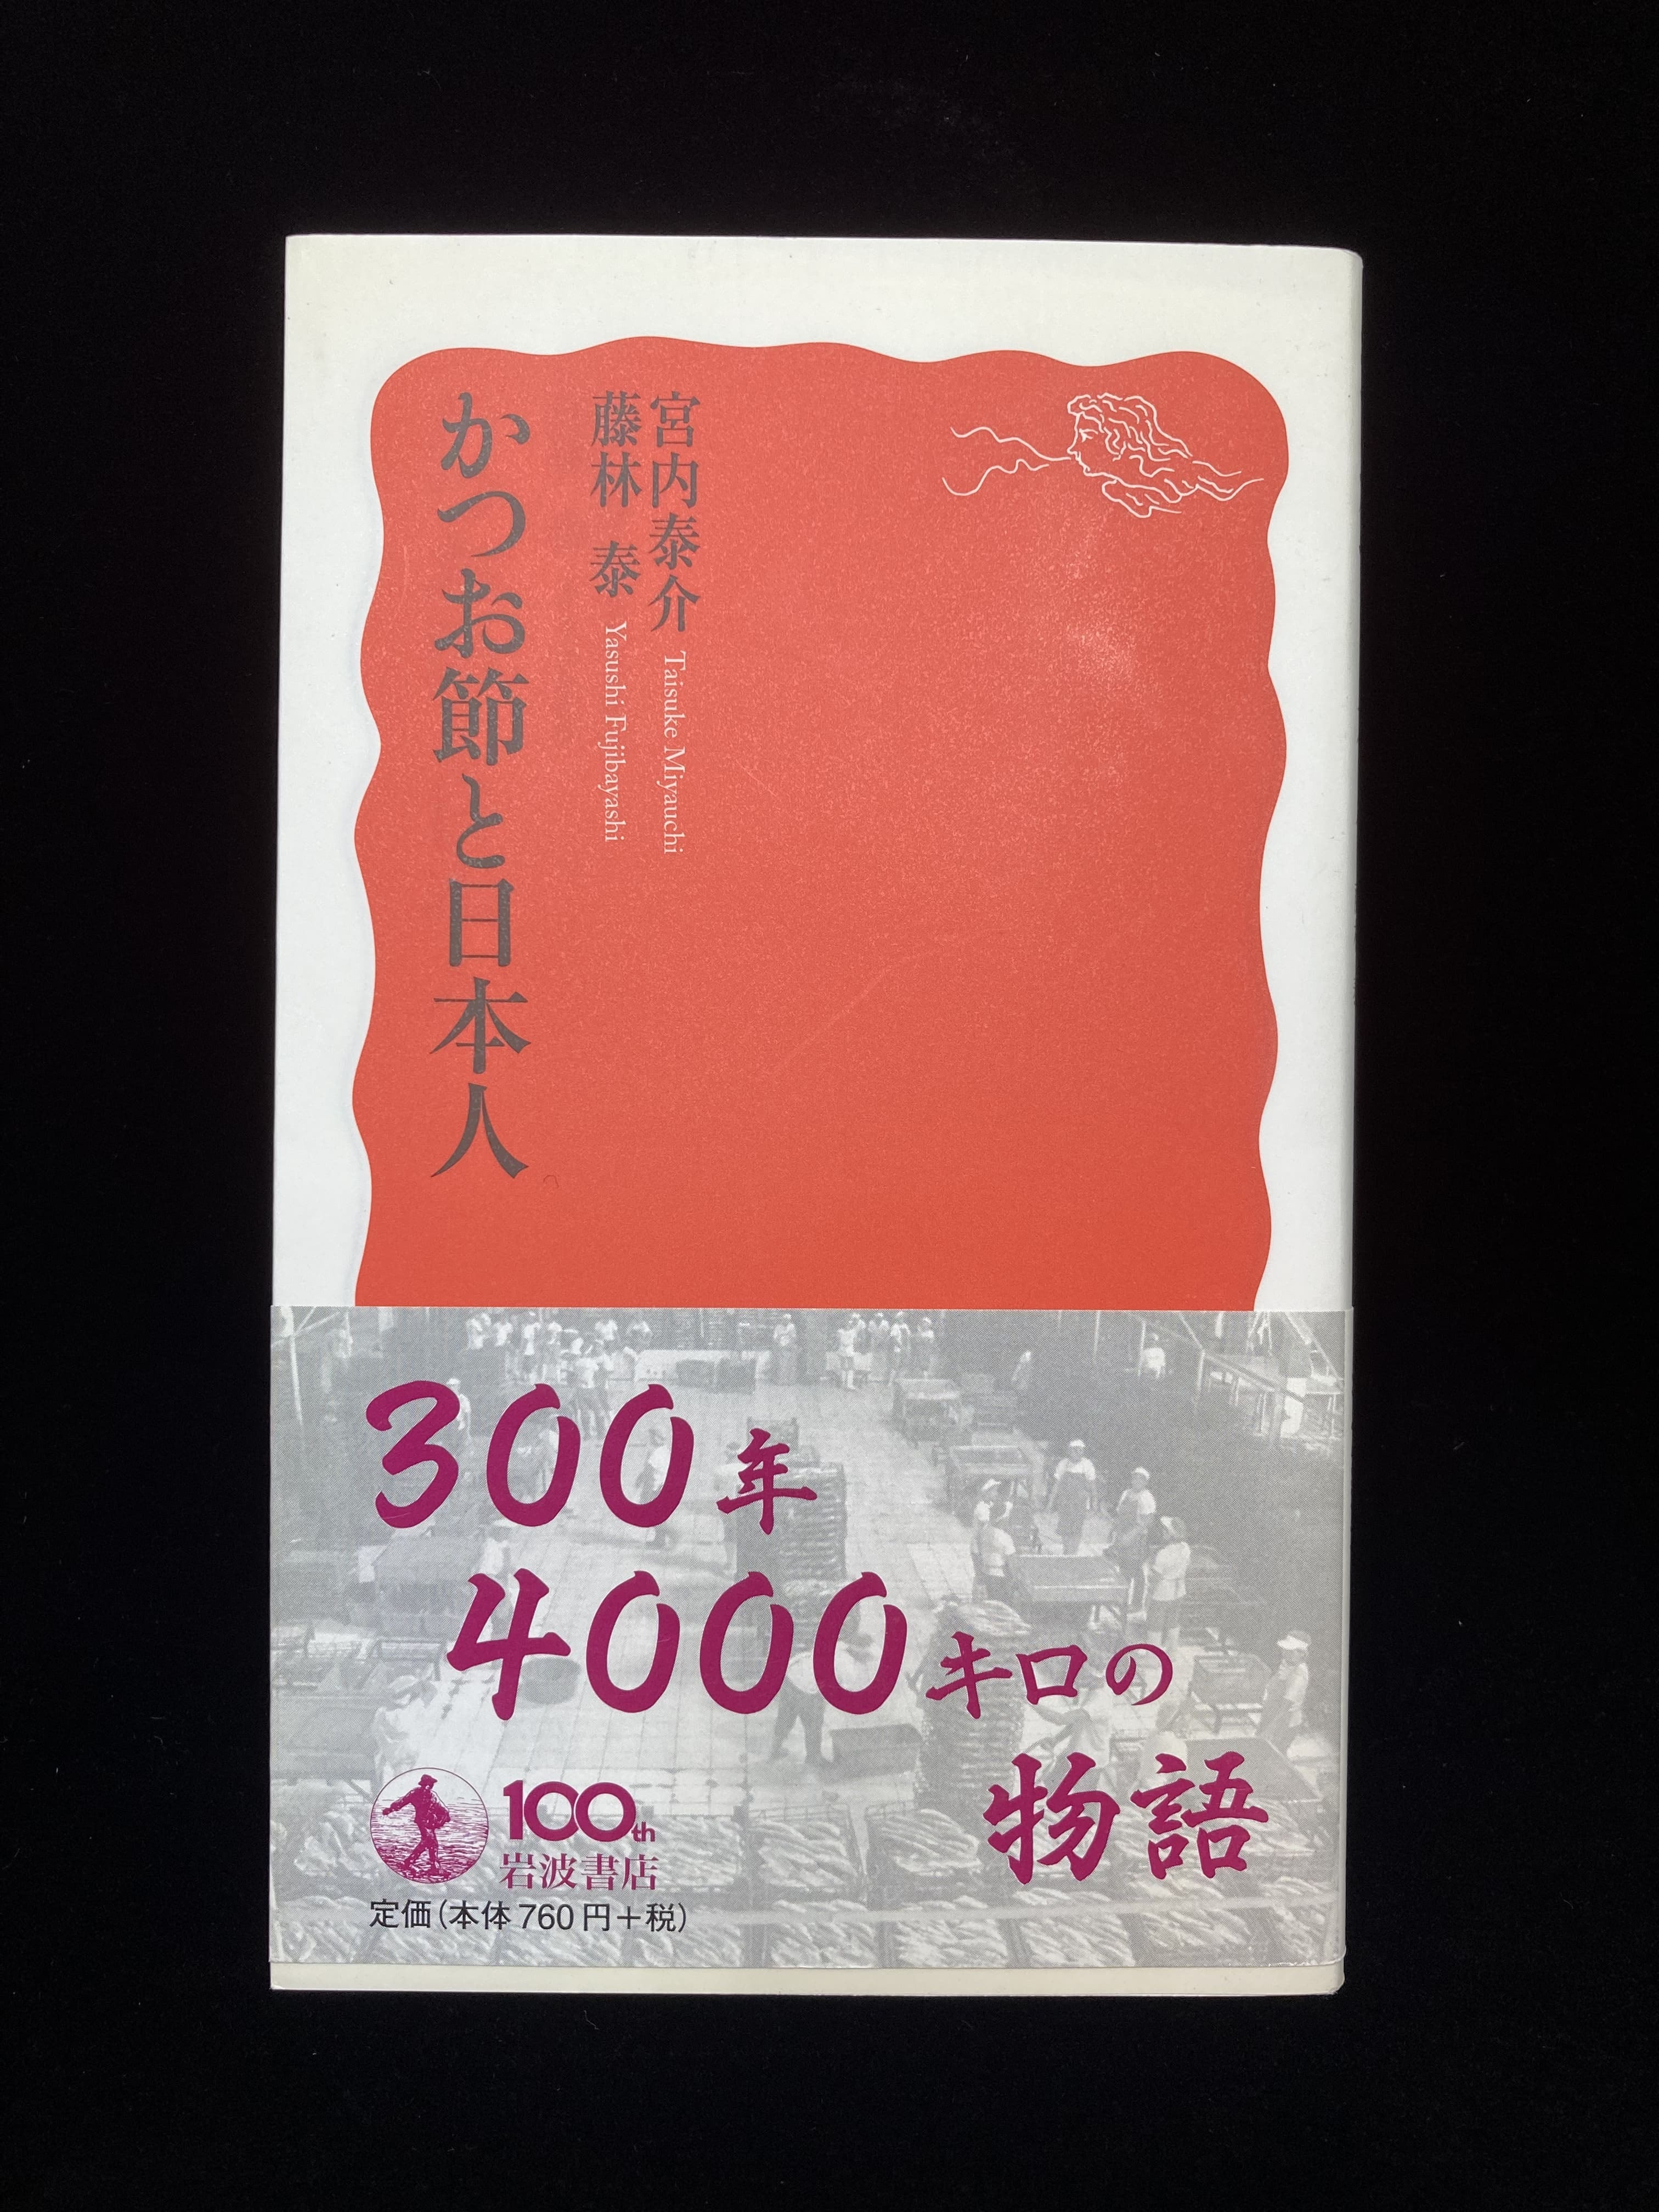 宮内泰介 Taisuke Miyauchi
藤林 泰 Yasushi Fujibayashi
かつお節と日本人
300年
4000キロの
物語
100th
岩波書店
定価(本体760円+税)